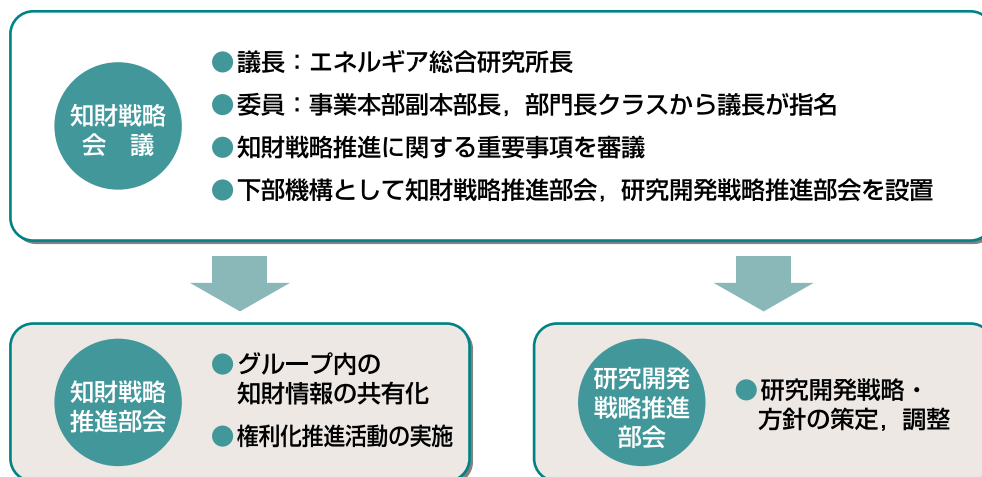 知財戦略
会　議
●議長：エネルギア総合研究所長
●委員：事業本部副本部長，部門長クラスから議長が指名
●知財戦略推進に関する重要事項を審議
●下部機構として知財戦略推進部会，研究開発戦略推進部会を設置
知財戦略
推進部会
●グループ内の
知財情報の共有化
●権利化推進活動の実施
研究開発
戦略推進
部会
●研究開発戦略・
方針の策定，調整